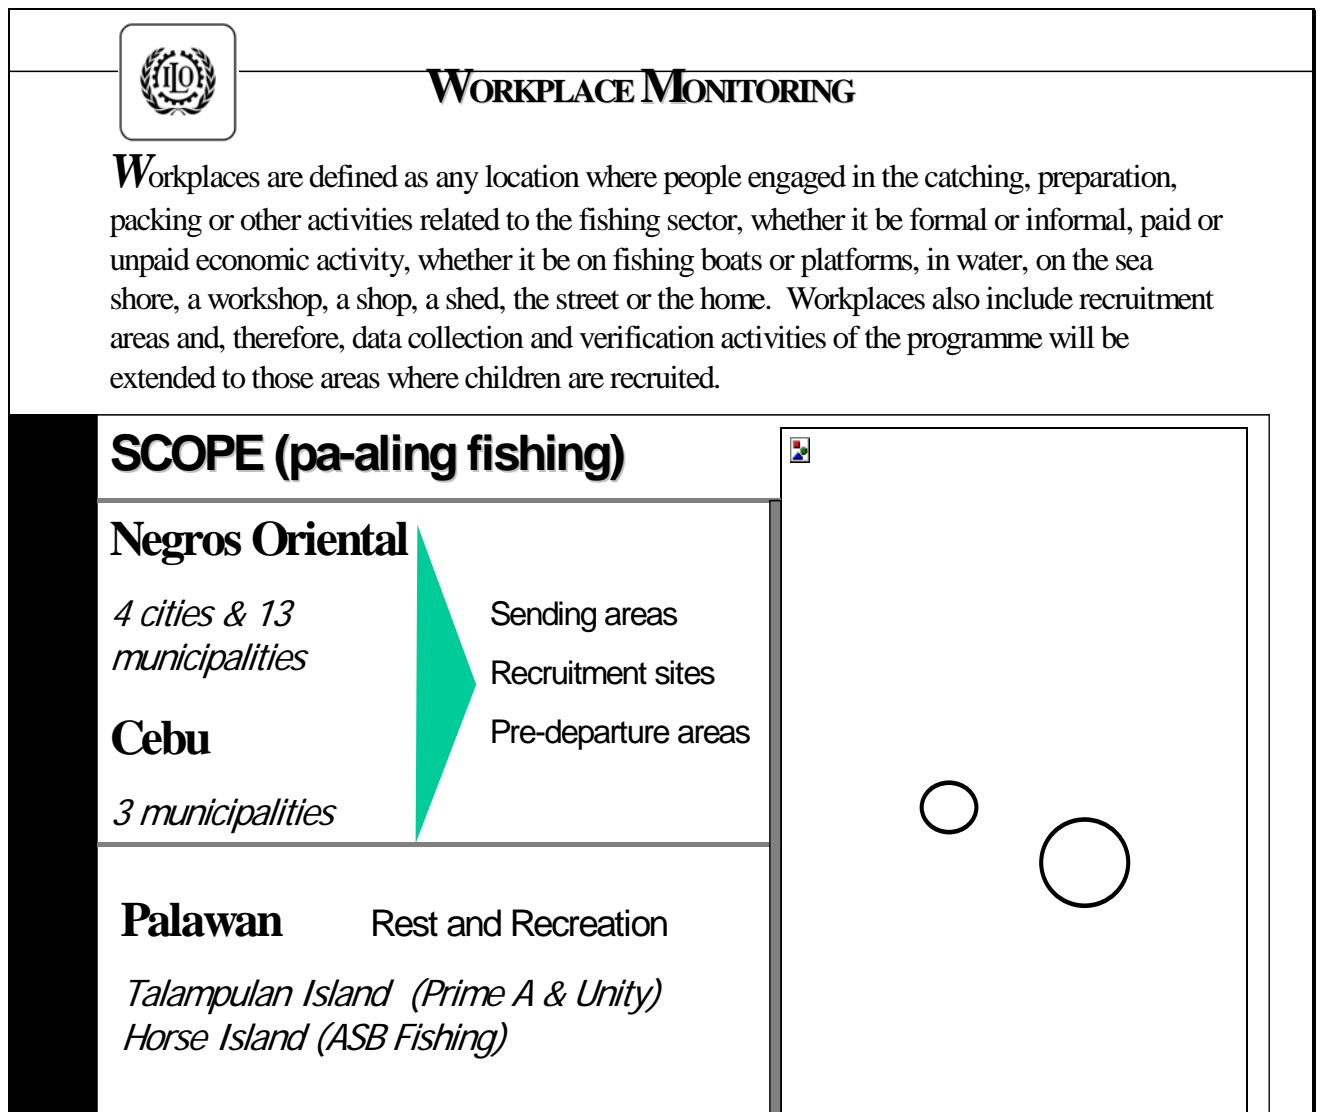 ILO
WORKPLACE MONITORING
Workplaces are defined as any location where people engaged in the catching, preparation,
packing or other activities related to the fishing sector, whether it be formal or informal, paid or
unpaid economic activity, whether it be on fishing boats or platforms, in water, on the sea
shore, a workshop, a shop, a shed, the street or the home.  Workplaces also include recruitment
areas and, therefore, data collection and verification activities of the programme will be
extended to those areas where children are recruited.
SCOPE (pa-aling fishing)
Negros Oriental
4 cities & 13
municipalities
Cebu
3 municipalities
Sending areas
Recruitment sites
Pre-departure areas
Palawan Rest and Recreation
Talampulan Island  (Prime A & Unity)
Horse Island (ASB Fishing)